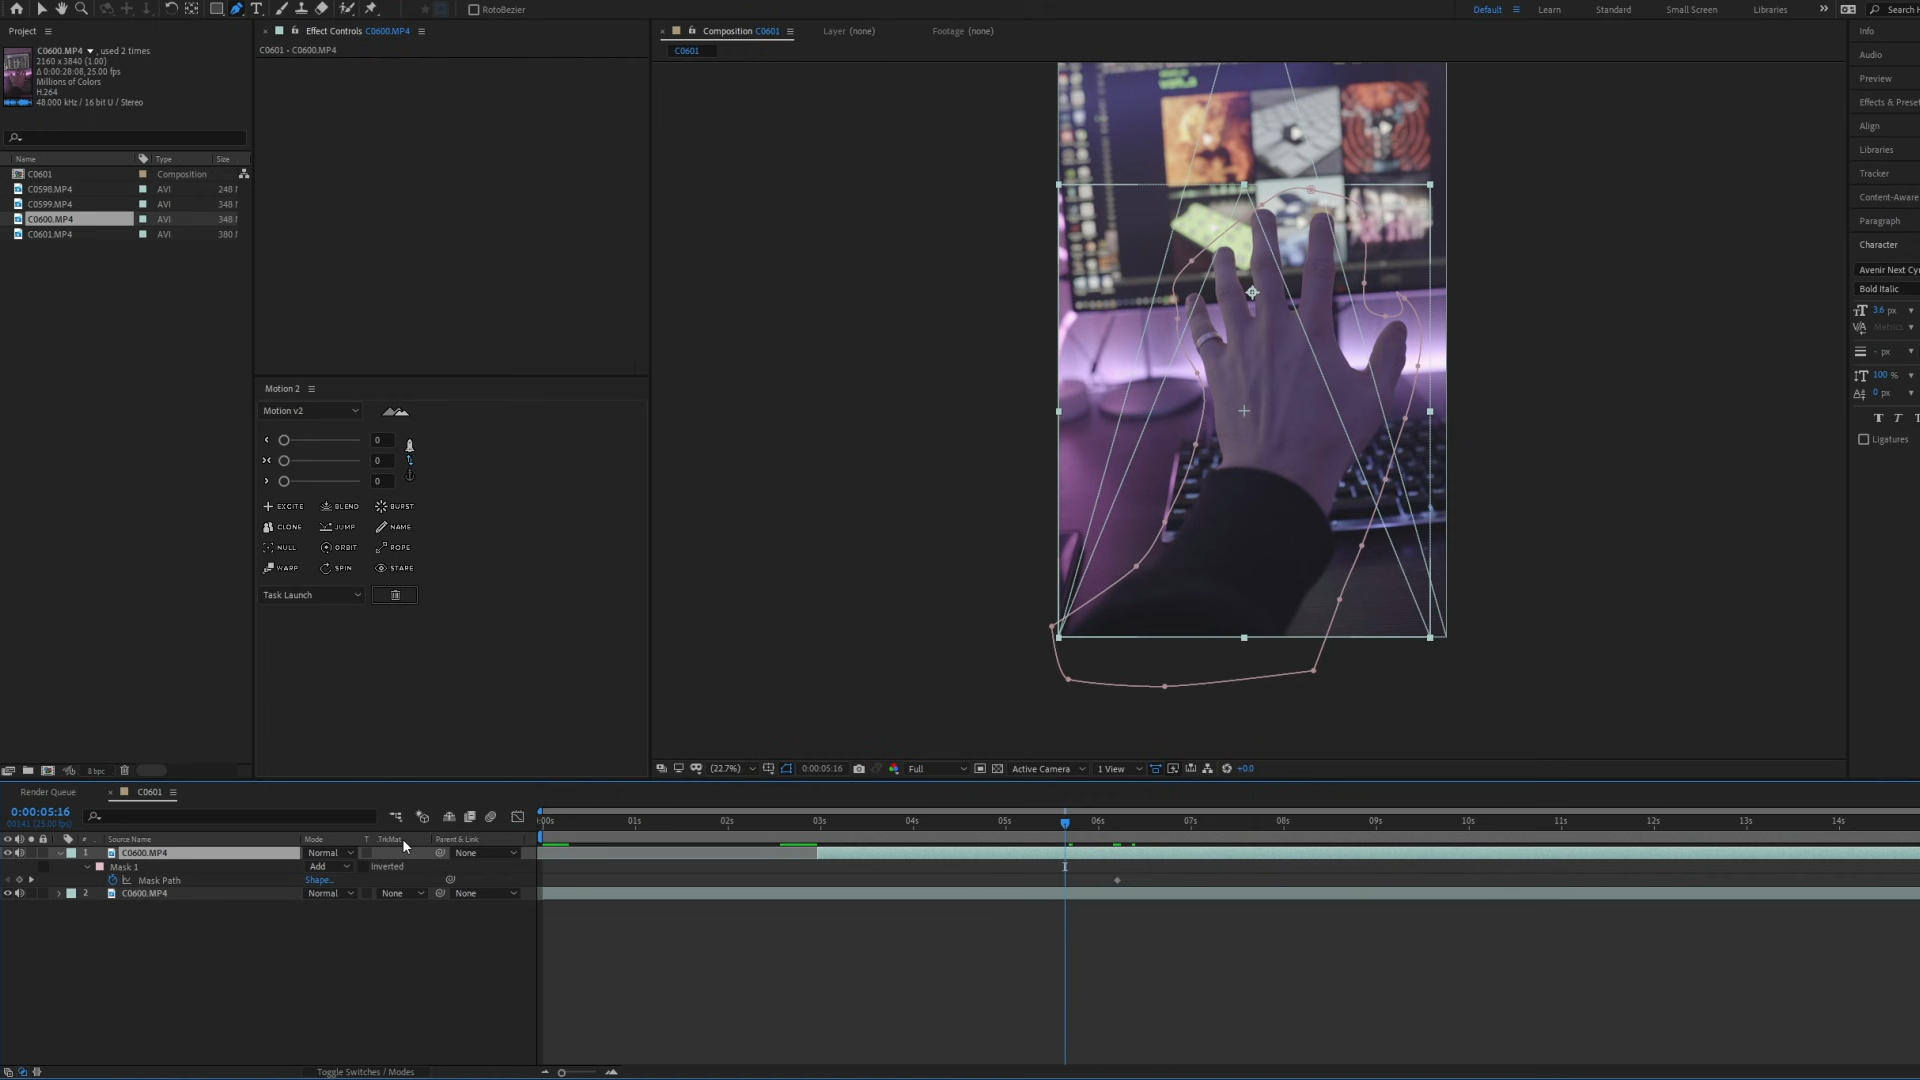 RotoBezier
Default
Learn
Standard
Small Screen
Libraries
Search H
Project
Effect Controls C0600.MP4
Composition C0601
Layer (none)
Footage (none)
Info
C0600.MP4 , used 2 times
2160 x 3840 (1.00)
Δ 0:00:28:08, 25.00 fps
Millions of Colors
H.264
48.000 kHz / 16 bit U / Stereo
C0601 • C0600.MP4
C0601
Audio
Preview
Effects & Preset
Align
Libraries
Tracker
Content-Aware
Paragraph
Character
Name
Type
Size
C0601
Composition
C0598.MP4
AVI
248 M
C0599.MP4
AVI
348 M
C0600.MP4
AVI
348 M
C0601.MP4
AVI
380 M
Avenir Next Cy
Bold Italic
36 px
Metrics
- px
100 %
0 px
T T T
Ligatures
Motion 2
Motion v2
0
0
0
EXCITE
BLEND
BURST
CLONE
JUMP
NAME
NULL
ORBIT
ROPE
WARP
SPIN
STARE
Task Launch
8 bpc
(22.7%)
0:00:05:16
Full
Active Camera
1 View
+0.0
Render Queue
C0601
0:00:05:16
00141 (25.00 fps)
:00s
01s
02s
03s
04s
05s
06s
07s
08s
09s
10s
11s
12s
13s
14s
#
Source Name
Mode
T
TrkMat
Parent & Link
1
C0600.MP4
Normal
None
Mask 1
Add
Inverted
Mask Path
Shape...
2
C0600.MP4
Normal
None
None
Toggle Switches / Modes